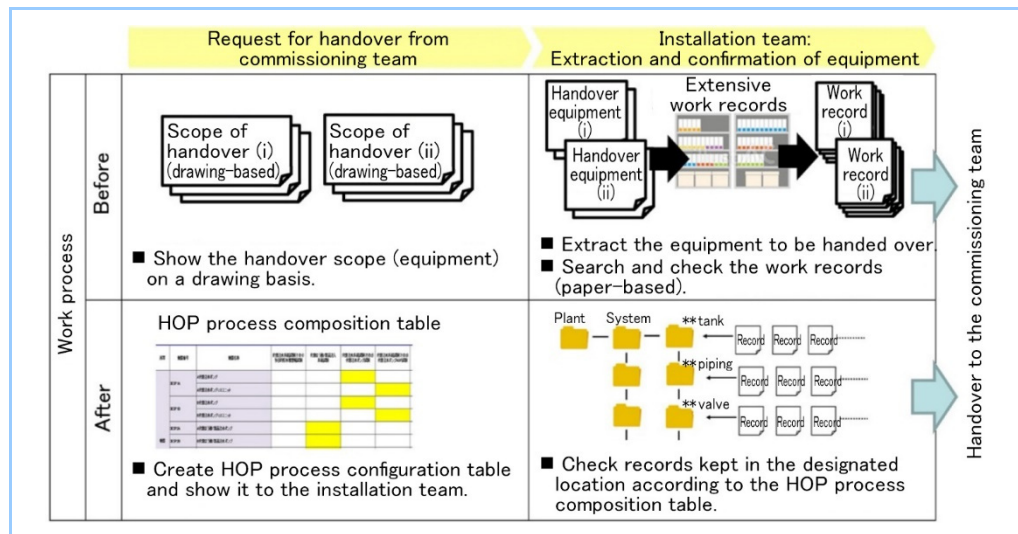 Request for handover from
commissioning team
Installation team:
Extraction and confirmation of equipment
Work process
Before
Scope of
handover (i)
(drawing-based)
Scope of
handover (ii)
(drawing-based)
■ Show the handover scope (equipment)
on a drawing basis.
Handover
equipment
(i)
Handover
equipment
(ii)
Extensive
work records
Work
record
(i)
Work
record
(ii)
■ Extract the equipment to be handed over.
■ Search and check the work records
(paper-based).
After
HOP process composition table
■ Create HOP process configuration table
and show it to the installation team.
Plant
System
**tank
Record
Record
Record
**piping
Record
Record
Record
**valve
Record
Record
Record
■ Check records kept in the designated
location according to the HOP process
composition table.
Handover to the commissioning team